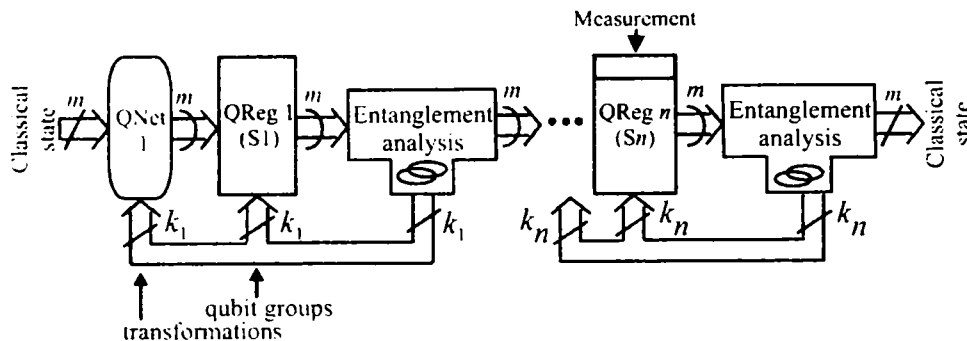 Measurement
Classical
state
m
QNet
1
m
QReg 1
(S1)
m
Entanglement
analysis
m
QReg n
(Sn)
m
Entanglement
analysis
m
Classical
state
k1
k1
k1
kn
kn
kn
qubit groups
transformations